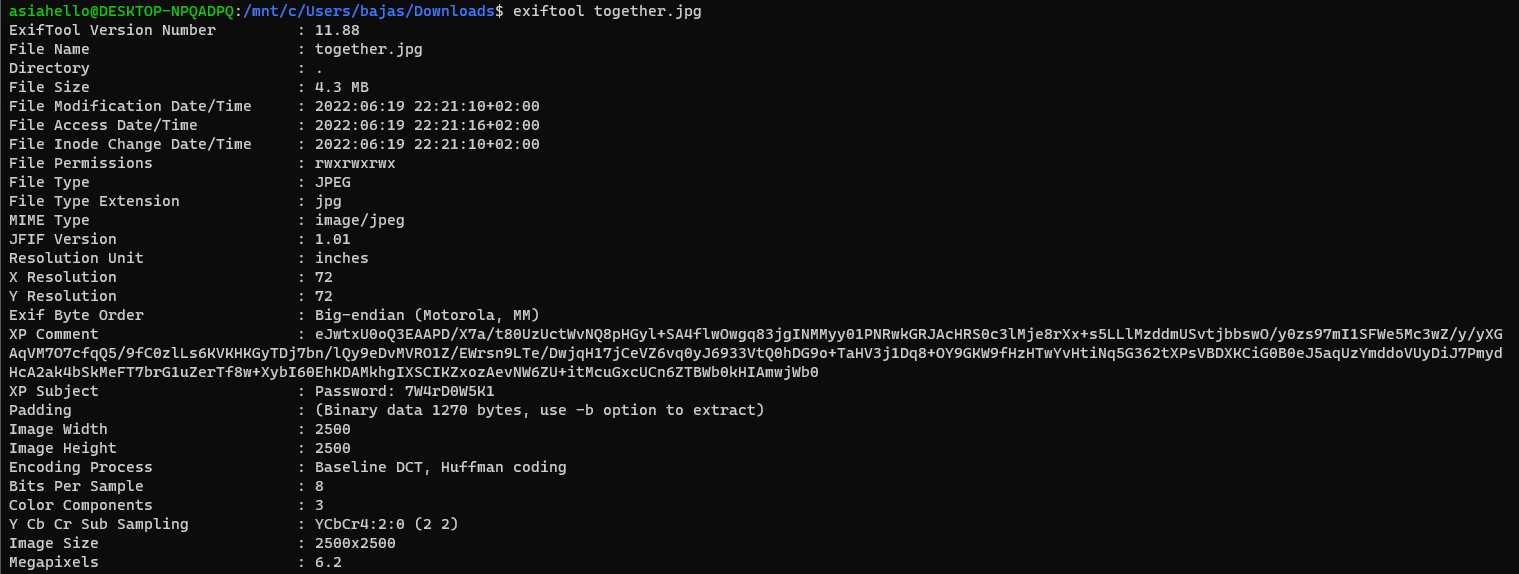 asiahello@DESKTOP-NPQADPQ:/mnt/c/Users/bajas/Downloads$ exiftool together.jpg
ExifTool Version Number         : 11.88
File Name                       : together.jpg
Directory                       : .
File Size                       : 4.3 MB
File Modification Date/Time     : 2022:06:19 22:21:10+02:00
File Access Date/Time           : 2022:06:19 22:21:16+02:00
File Inode Change Date/Time     : 2022:06:19 22:21:10+02:00
File Permissions                : rwxrwxrwx
File Type                       : JPEG
File Type Extension             : jpg
MIME Type                       : image/jpeg
JFIF Version                    : 1.01
Resolution Unit                 : inches
X Resolution                    : 72
Y Resolution                    : 72
Exif Byte Order                 : Big-endian (Motorola, MM)
XP Comment                      : eJwtxU0oQ3EAAPD/X7a/t80UzUctWvNQ8pHGyl+SA4flwOwgq83jgINMMyy01PNRwkGRJAcHRS0c3lMje8rXx+s5LLlMzddmUSvtjbbswO/y0zs97mI1SFWe5Mc3wZ/y/yXG
AqVM7O7cfqQ5/9fC0zlLs6KVKHKGyTDj7bn/lQy9eDvMVRO1Z/EWrsn9LTe/DwjqH17jCeVZ6vq0yJ6933VtQ0hDG9o+TaHV3j1Dq8+OY9GKW9fHzHTwYvHtiNq5G362tXPsVBDXKCiG0B0eJ5aqUzYmddoVUyDiJ7Pmyd
HcA2ak4bSkMeFT7brG1uZerTf8w+XybI60EhKDAMkhgIXSCIKZxozAevNW6ZU+itMcuGxcUCn6ZTBWb0kHIAmwjWb0
XP Subject                      : Password: 7W4rD0W5K1
Padding                         : (Binary data 1270 bytes, use -b option to extract)
Image Width                     : 2500
Image Height                    : 2500
Encoding Process                : Baseline DCT, Huffman coding
Bits Per Sample                 : 8
Color Components                : 3
Y Cb Cr Sub Sampling            : YCbCr4:2:0 (2 2)
Image Size                      : 2500x2500
Megapixels                      : 6.2